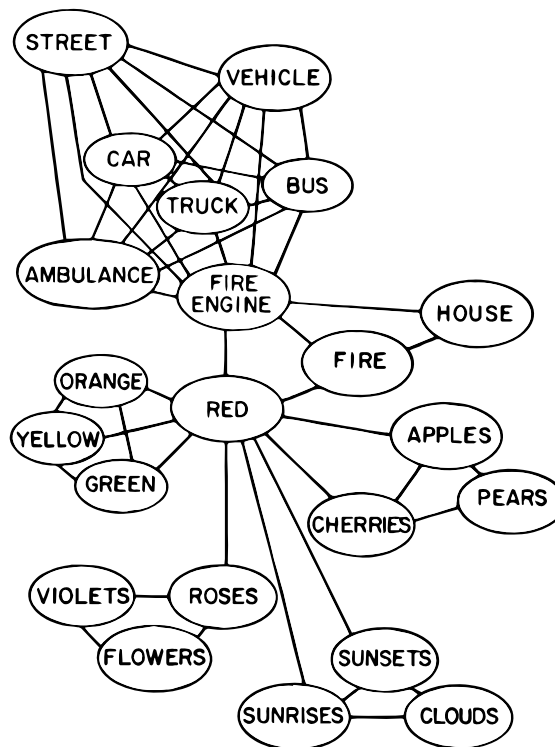 STREET
VEHICLE
CAR
BUS
TRUCK
AMBULANCE
FIRE
ENGINE
HOUSE
FIRE
ORANGE
RED
YELLOW
APPLES
GREEN
PEARS
CHERRIES
VIOLETS
ROSES
FLOWERS
SUNSETS
SUNRISES
CLOUDS